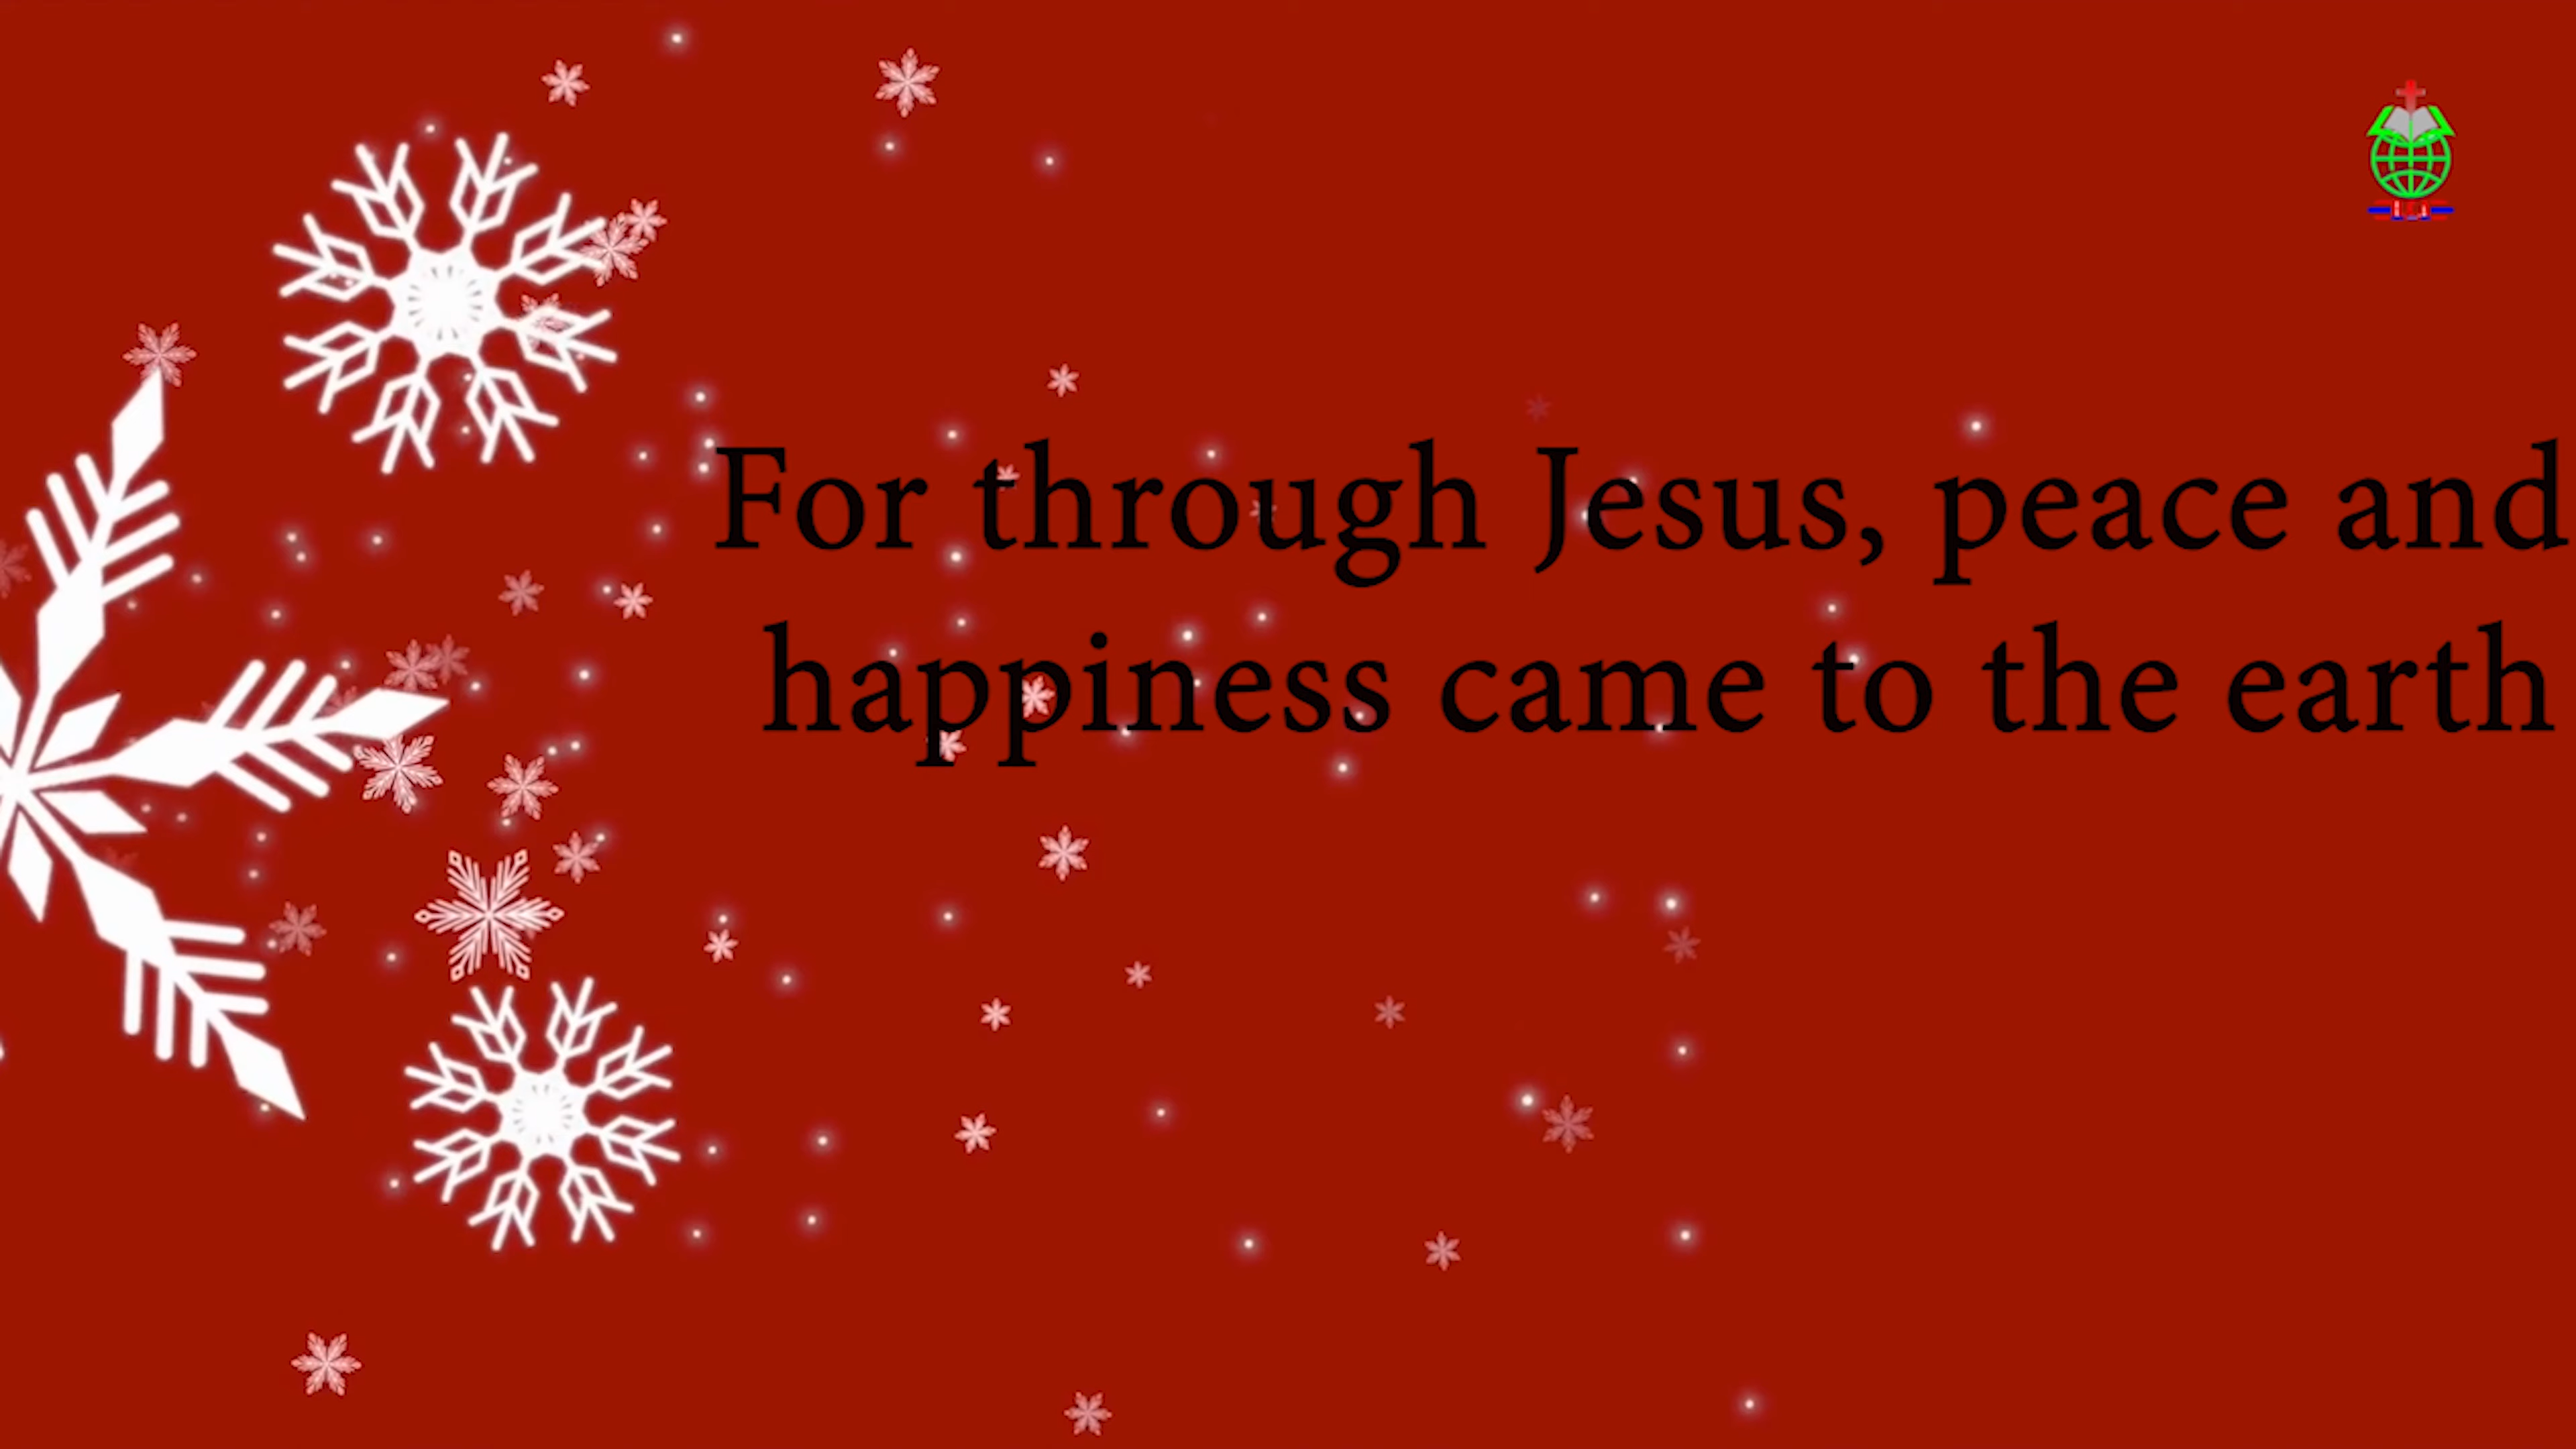 For through Jesus, peace and
happiness came to the earth